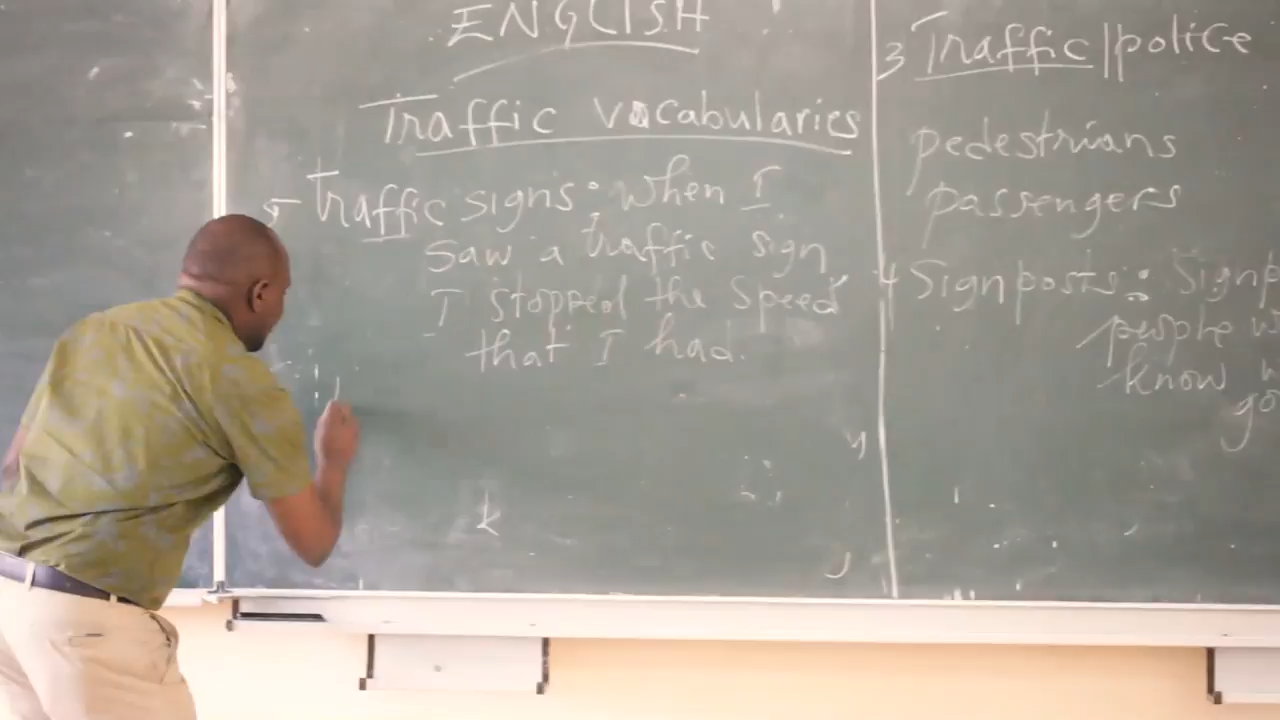 ENGLISH
Traffic vocabularies
Traffic signs: When I
saw a traffic sign
I stopped the speed
that I had.
k
3 Traffic/police
pedestrians
passengers
4 Signposts: Signp
people
know
go